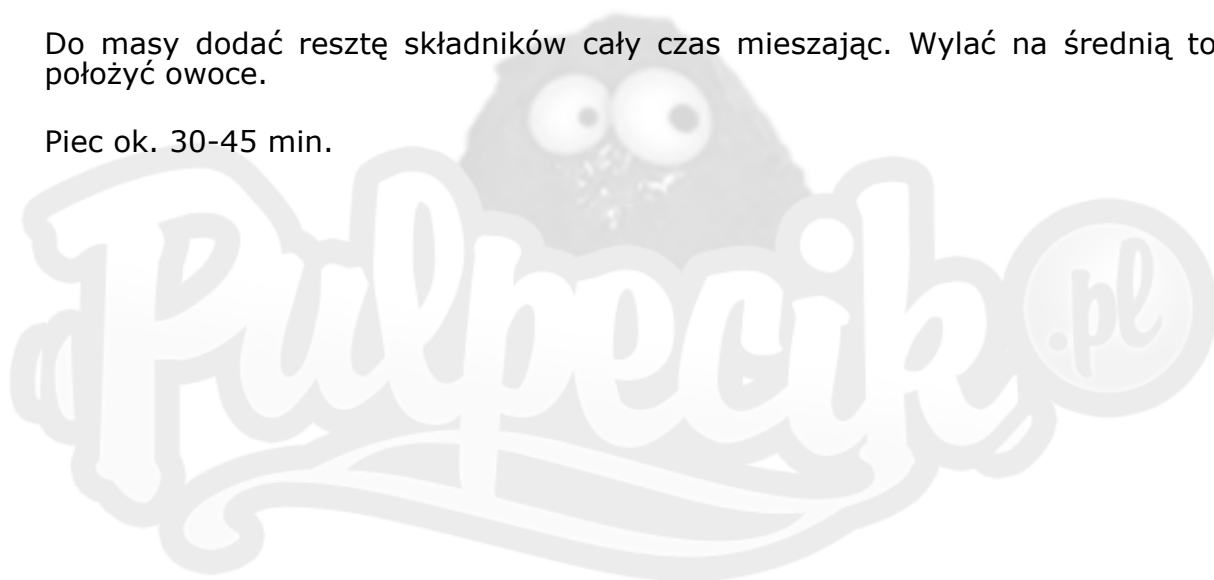 Do masy dodać resztę składników cały czas mieszając. Wylać na średnią
położyć owoce.
Piec ok. 30-45 min.
Pulpecik.pl